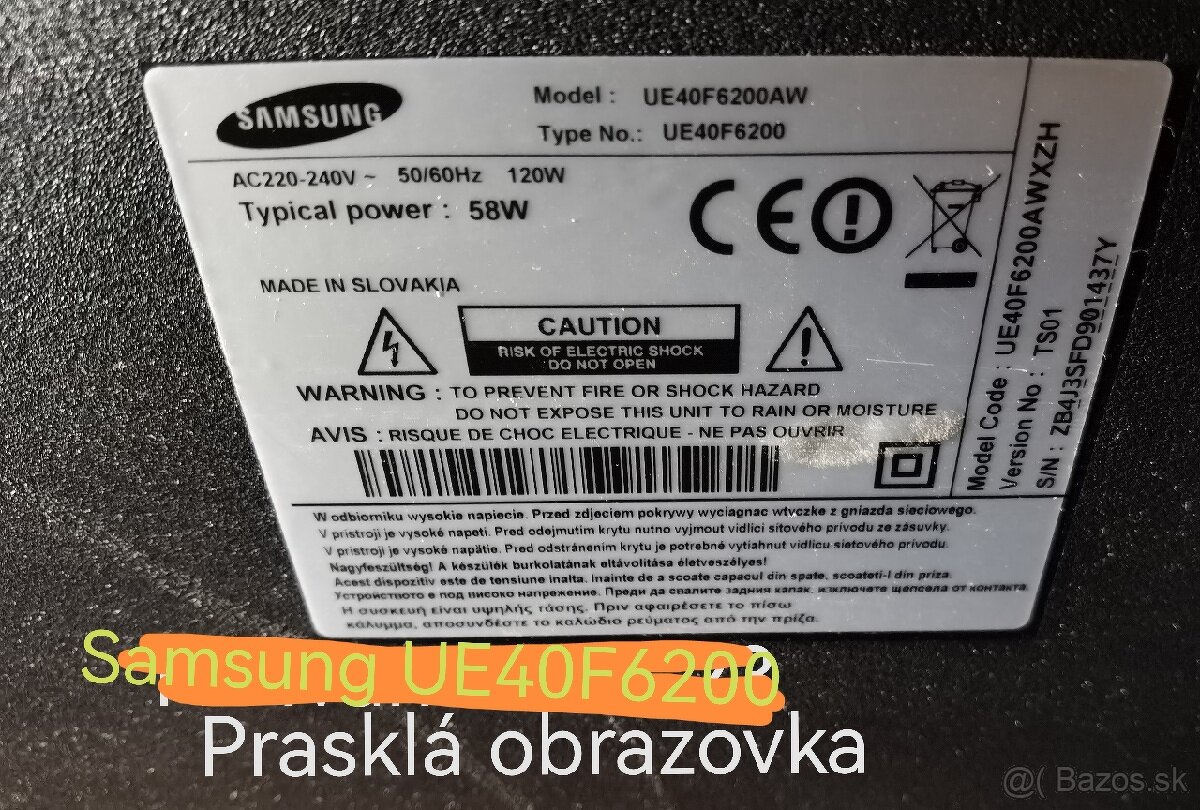 SAMSUNG
Model : UE40F6200AW
Type No.: UE40F6200
AC220-240V ~ 50/60Hz 120W
Typical power : 58W
MADE IN SLOVAKIA
CAUTION
RISK OF ELECTRIC SHOCK
DO NOT OPEN
WARNING : TO PREVENT FIRE OR SHOCK HAZARD
DO NOT EXPOSE THIS UNIT TO RAIN OR MOISTURE
AVIS : RISQUE DE CHOC ELECTRIQUE - NE PAS OUVRIR
Model Code : UE40F6200AWXZH
Version No : TS01
S/N : ZB4J3SFD901437Y
W odbiorniku wysokie napiecie. Przed zdjeciem pokrywy wyciagnac wtyczke z gniazda sieciowego.
V pristroji je vysoké napeti. Pred odejmutim krytu nutno vyjmout vidlici sitového prívodu ze zásuvky.
V pristroji je vysoké napätie. Pred odstránením krytu je potrebné vytiahnut vidlicu sietového prívodu.
Nagyfeszültség! A készülék burkolatának eltávolítása életveszélyes!
Acest dispozitiv este de tensiune inalta. Inainte de a scoate capacul din spate, scoateti-l din priza.
Устройството е под високо напрежение. Преди да свалите задния капак, изключете щепсела от контакта.
Η συσκευή είναι υψηλής τάσης. Πριν αφαιρέσετε το πίσω
κάλυμμα, αποσυνδέστε το καλώδιο ρεύματος από την πρίζα.
Samsung UE40F6200
Prasklá obrazovka
@( Bazos.sk